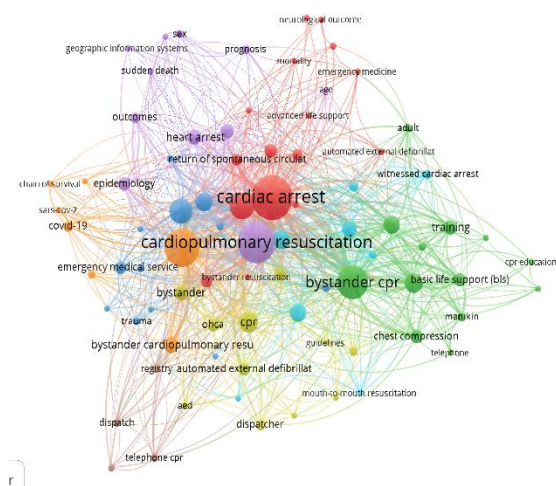 neurological outcome
sex
geographic information systems
prognosis
mortality
sudden death
emergency medicine
age
outcomes
advanced life support
adult
heart arrest
automated external defibrillat
return of spontaneous circulat
witnessed cardiac arrest
chain of survival
epidemiology
cardiac arrest
sars-cov-2
covid-19
training
cardiopulmonary resuscitation
cpr education
emergency medical service
bystander resuscitation
bystander cpr
basic life support (bls)
bystander
trauma
ohca
cpr
manikin
chest compression
bystander cardiopulmonary resu
guidelines
telephone
registry
automated external defibrillat
mouth-to-mouth resuscitation
aed
dispatch
dispatcher
telephone cpr
r